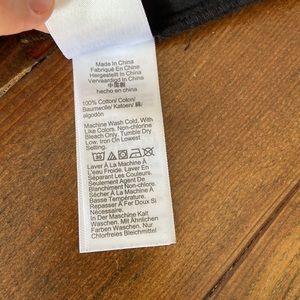 Made In China
Fabriqué En Chine
Hergestellt In China
Vervaardigd In China
中国制
hecho en china
100% Cotton/ Coton/
Baumwolle/ Katoen/ 綿/
algodón
Machine Wash Cold. With
Like Colors. Non-chlorine
Bleach Only. Tumble Dry
Low. Iron On Lowest
Setting.
Laver À La Machine À
L'eau Froide. Laver En
Séparant Les Couleurs
Seulement Agent De
Blanchiment Non-chlore.
Sécher À La Machine À
Basse Température.
Repasser À Fer Doux Si
Nécessaire.
In Der Maschine Kalt
Waschen. Mit Ähnlichen
Farben Waschen. Nur
Chlorfreies Bleichmittel